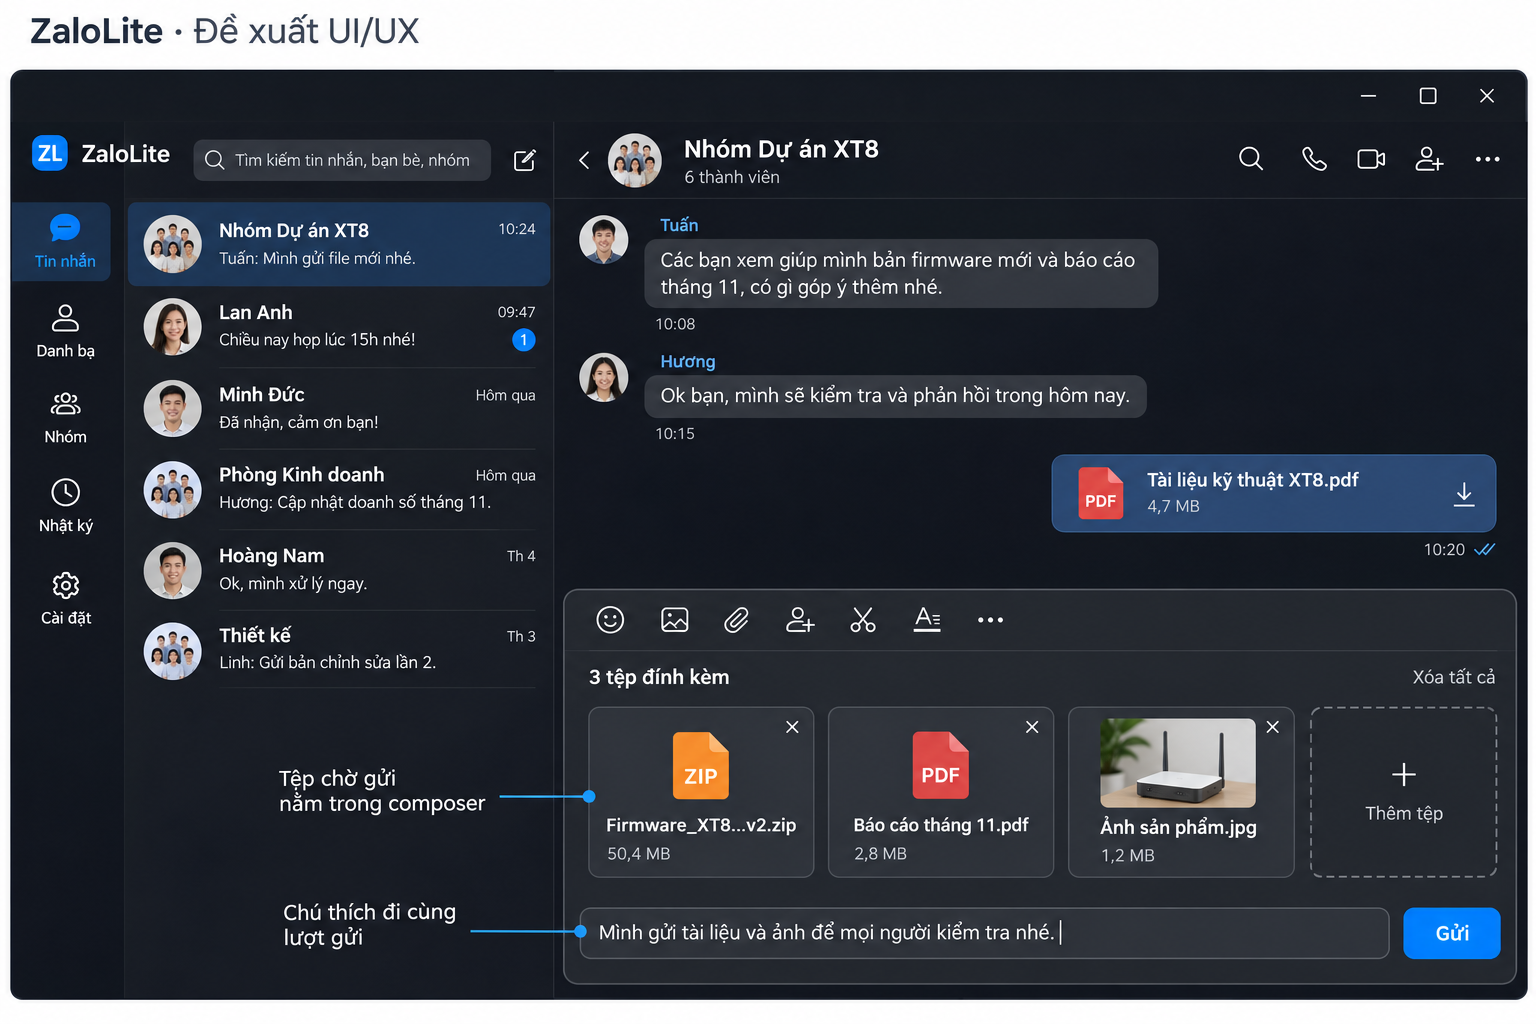 ZaloLite · Đề xuất UI/UX
ZL ZaloLite
Tìm kiếm tin nhắn, bạn bè, nhóm
Tin nhắn
Danh bạ
Nhóm
Nhật ký
Cài đặt
Nhóm Dự án XT8 10:24
Tuấn: Mình gửi file mới nhé.
Lan Anh 09:47
Chiều nay họp lúc 15h nhé! 1
Minh Đức Hôm qua
Đã nhận, cảm ơn bạn!
Phòng Kinh doanh Hôm qua
Hương: Cập nhật doanh số tháng 11.
Hoàng Nam Th 4
Ok, mình xử lý ngay.
Thiết kế Th 3
Linh: Gửi bản chỉnh sửa lần 2.
Tệp chờ gửi
nằm trong composer
Chú thích đi cùng
lượt gửi
Nhóm Dự án XT8
6 thành viên
Tuấn
Các bạn xem giúp mình bản firmware mới và báo cáo
tháng 11, có gì góp ý thêm nhé.
10:08
Hương
Ok bạn, mình sẽ kiểm tra và phản hồi trong hôm nay.
10:15
PDF
Tài liệu kỹ thuật XT8.pdf
4,7 MB
10:20
A
3 tệp đính kèm Xóa tất cả
ZIP
Firmware_XT8...v2.zip
50,4 MB
PDF
Báo cáo tháng 11.pdf
2,8 MB
Ảnh sản phẩm.jpg
1,2 MB
Thêm tệp
Mình gửi tài liệu và ảnh để mọi người kiểm tra nhé.
Gửi